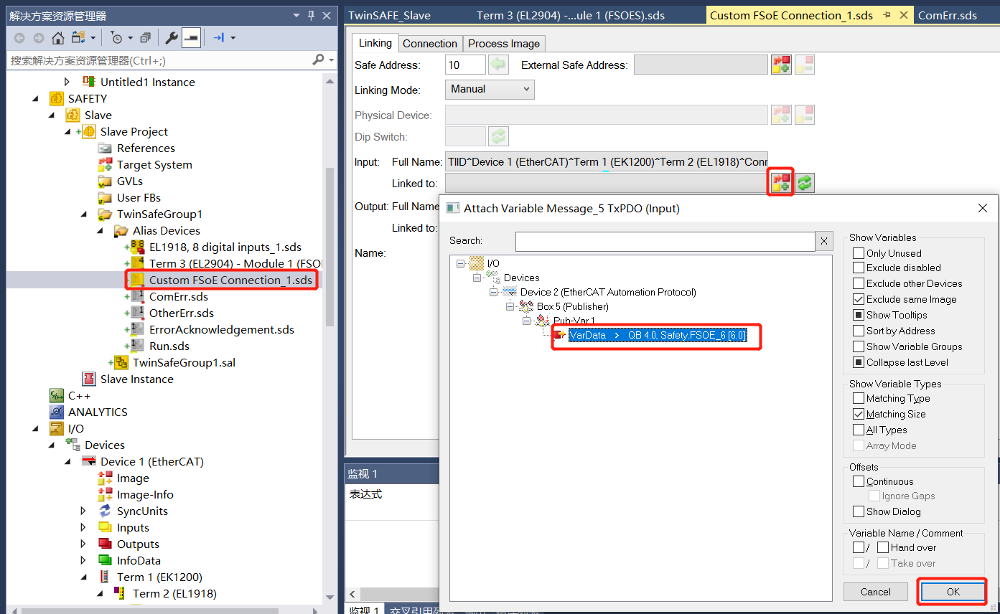 解决方案资源管理器
搜索解决方案资源管理器(Ctrl+;)
Untitled1 Instance
SAFETY
Slave
Slave Project
References
Target System
GVLs
User FBs
TwinSafeGroup1
Alias Devices
EL1918, 8 digital inputs_1.sds
Term 3 (EL2904) - Module 1 (FSOI
Custom FSoE Connection_1.sds
ComErr.sds
OtherErr.sds
ErrorAcknowledgement.sds
Run.sds
TwinSafeGroup1.sal
Slave Instance
C++
ANALYTICS
I/O
Devices
Device 1 (EtherCAT)
Image
Image-Info
SyncUnits
Inputs
Outputs
InfoData
Term 1 (EK1200)
Term 2 (EL1918)
TwinSAFE_Slave
Term 3 (EL2904) -...ule 1 (FSOES).sds
Custom FSoE Connection_1.sds
ComErr.sds
Linking
Connection
Process Image
Safe Address:
10
External Safe Address:
Linking Mode:
Manual
Physical Device:
Dip Switch:
Input: Full Name:
TIID^Device 1 (EtherCAT)^Term 1 (EK1200)^Term 2 (EL1918)^Conr
Linked to:
Output: Full Name
Linked to:
Name:
监视 1
表达式
监视 1
Attach Variable Message_5 TxPDO (Input)
Search:
X
I/O
Devices
Device 2 (EtherCAT Automation Protocol)
Box 5 (Publisher)
Pub-Var 1
VarData > QB 4.0, Safety.FSOE_6 [6.0]
Show Variables
Only Unused
Exclude disabled
Exclude other Devices
Exclude same Image
Show Tooltips
Sort by Address
Show Variable Groups
Collapse last Level
Show Variable Types
Matching Type
Matching Size
All Types
Array Mode
Offsets
Continuous
Ignore Gaps
Show Dialog
Variable Name / Comment
/ Hand over
/ Take over
Cancel
OK